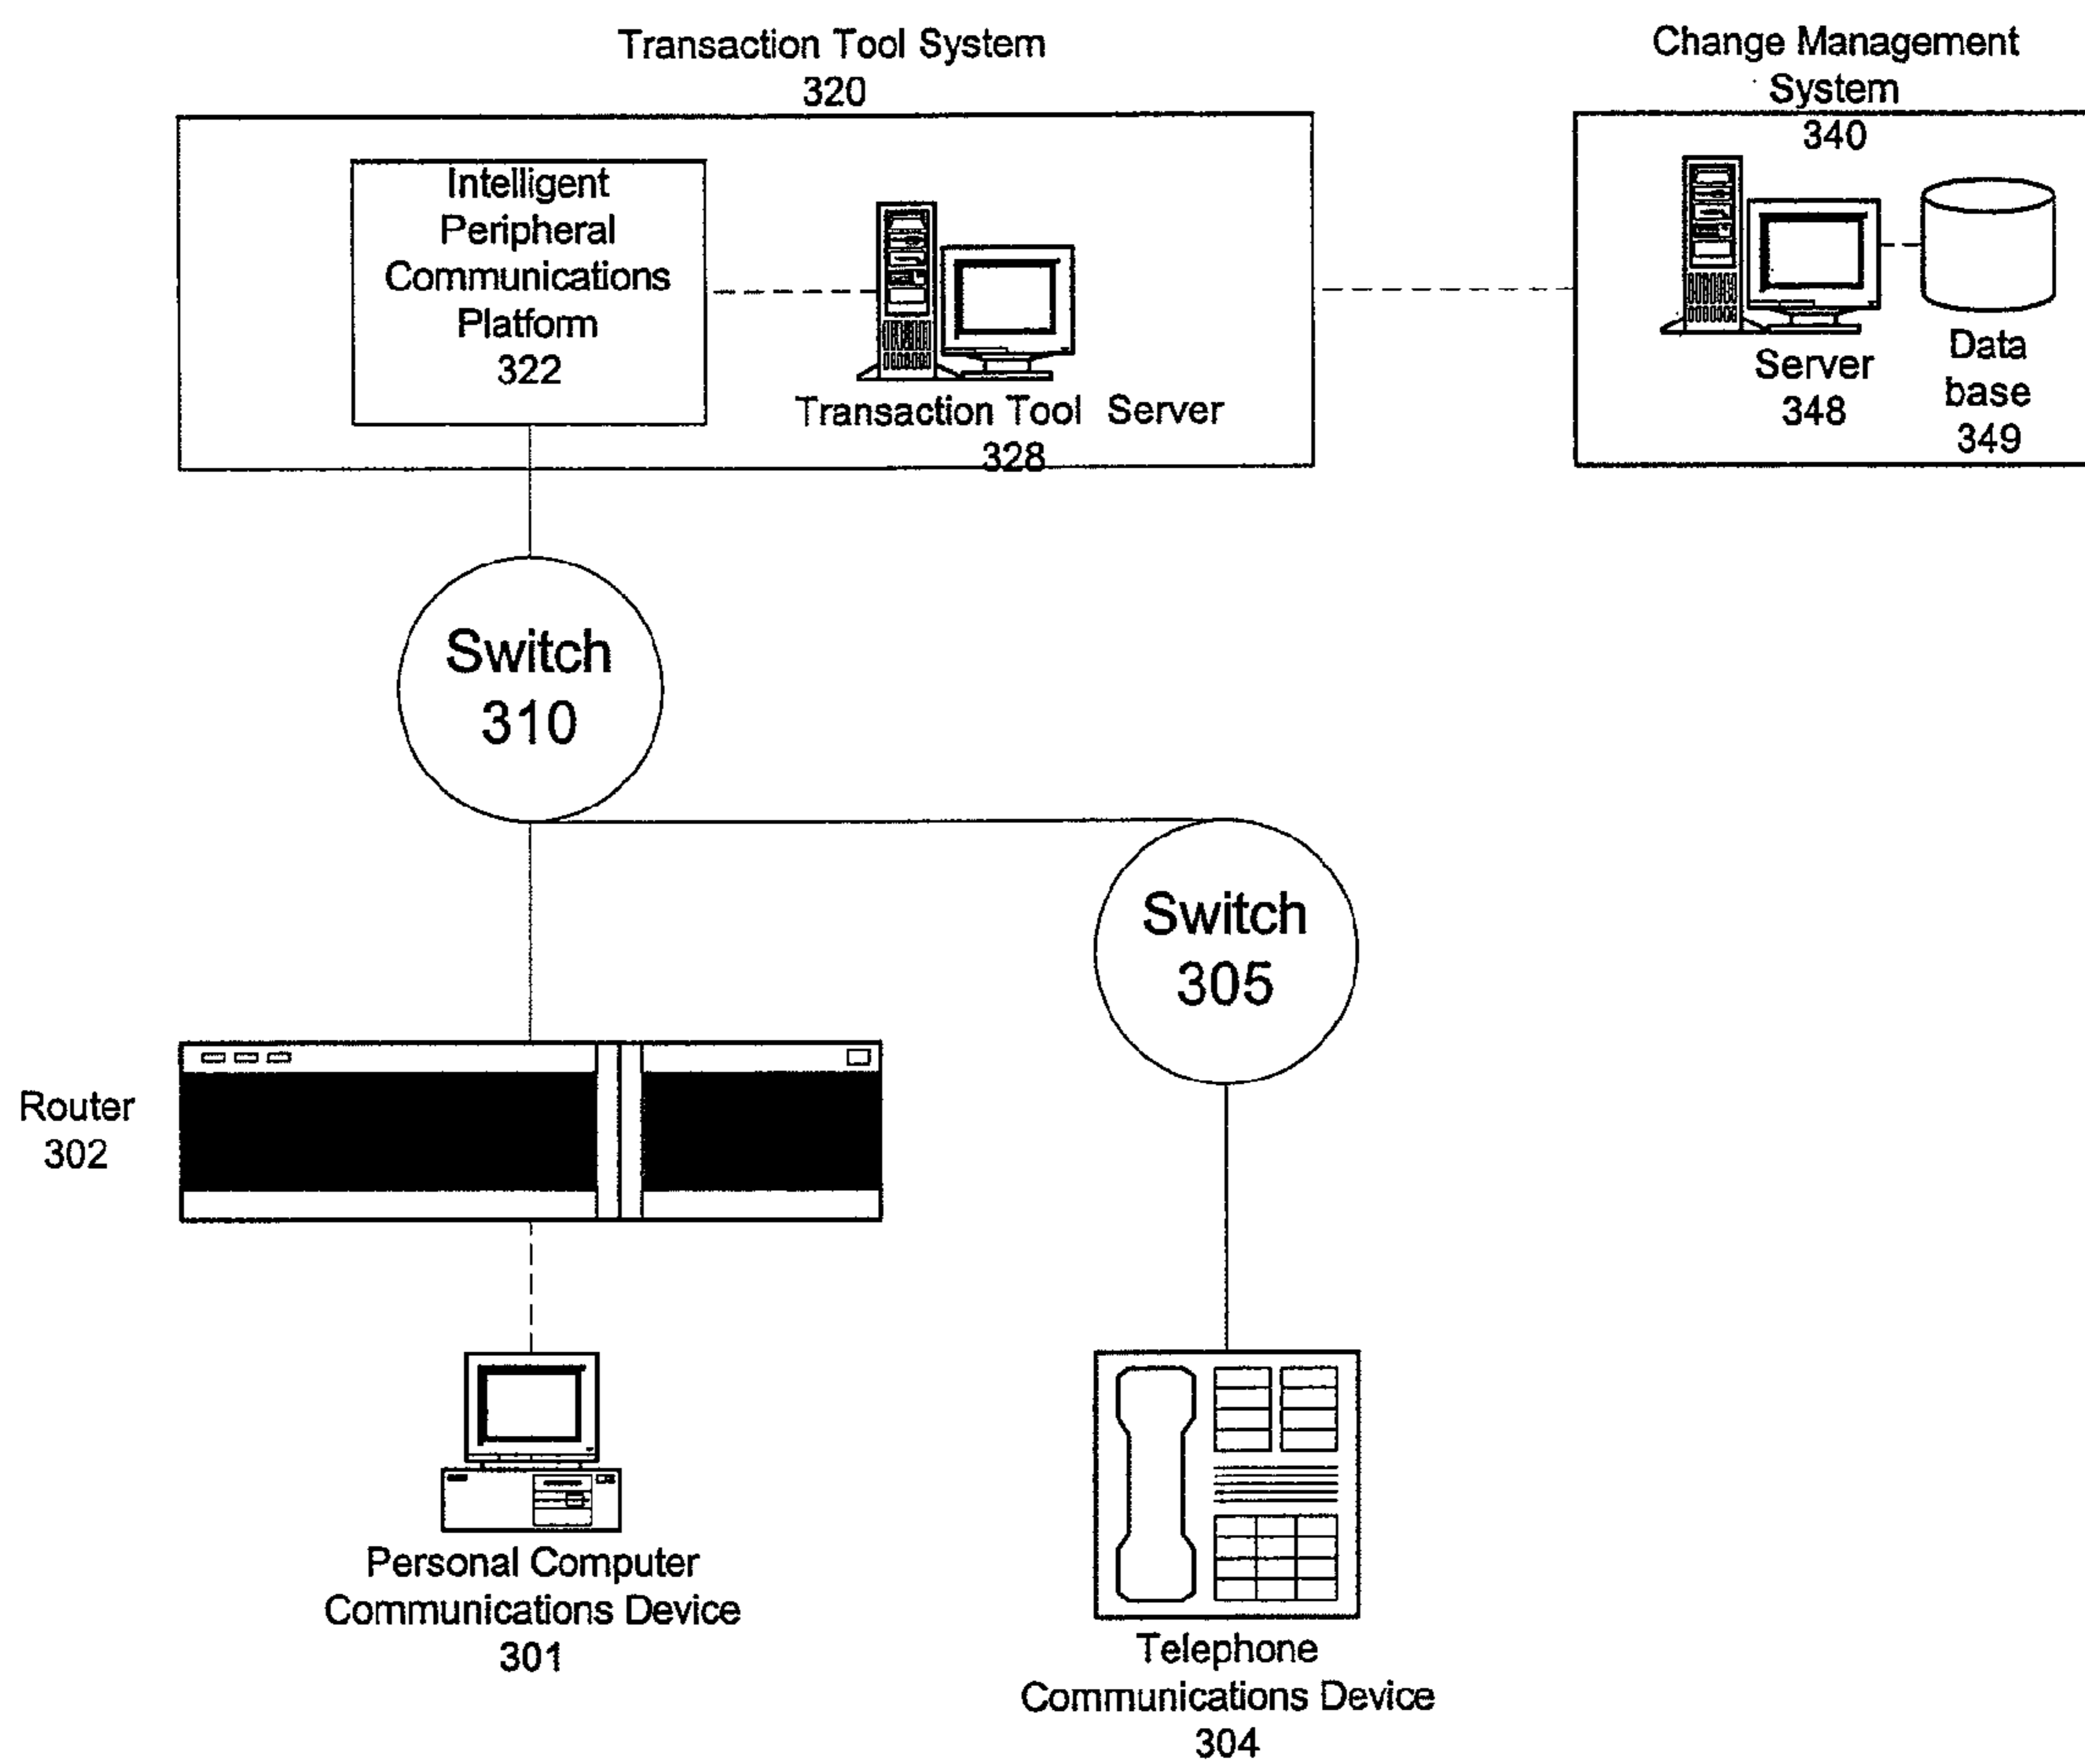 Transaction Tool System
320
Change Management
System
340
Intelligent
Peripheral
Communications
Platform
322
Transaction Tool Server
328
Server
348
Data
base
349
Switch
310
Switch
305
Router
302
Personal Computer
Communications Device
301
Telephone
Communications Device
304